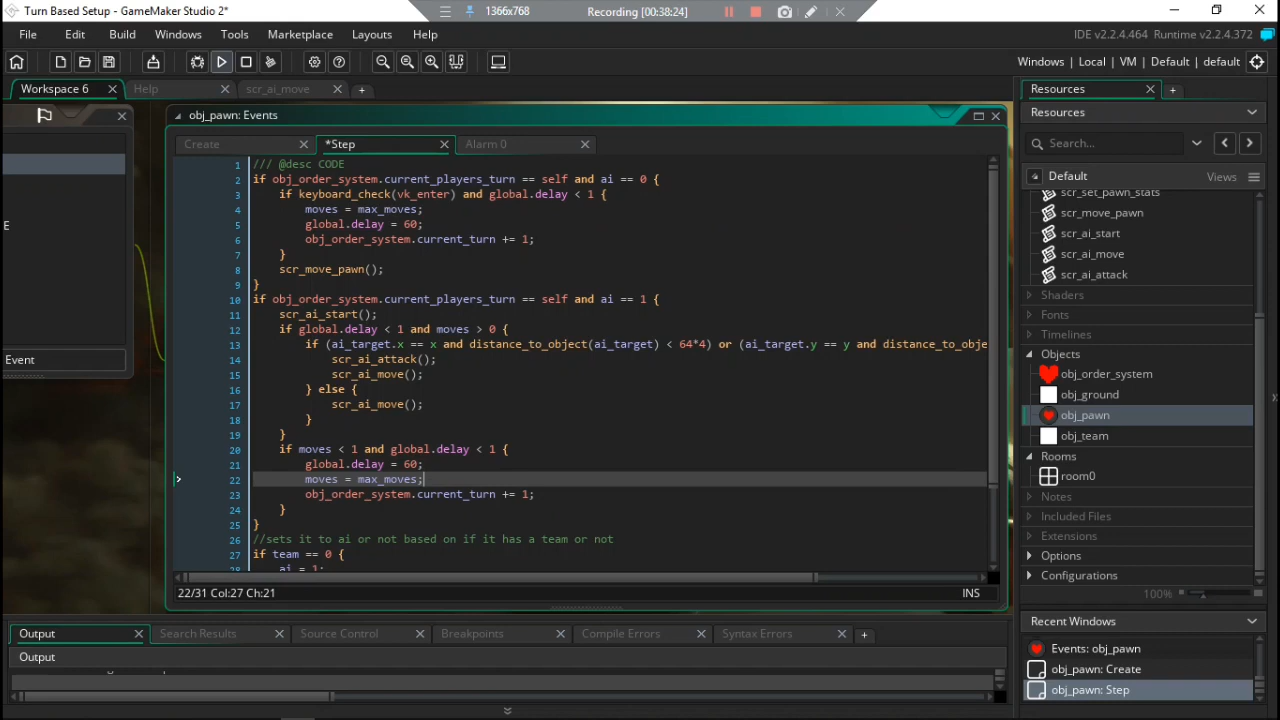 Turn Based Setup - GameMaker Studio 2*
1366x768
Recording [00:38:24]
File Edit Build Windows Tools Marketplace Layouts Help
IDE v2.2.4.464 Runtime v2.2.4.372
Windows | Local | VM | Default | default
Workspace 6
Help
scr_ai_move
Resources
obj_pawn: Events
Resources
Create
*Step
Alarm 0
Search...
1 /// @desc CODE
2 if obj_order_system.current_players_turn == self and ai == 0 {
3 if keyboard_check(vk_enter) and global.delay < 1 {
4 moves = max_moves;
5 global.delay = 60;
6 obj_order_system.current_turn += 1;
7 }
8 scr_move_pawn();
9 }
10 if obj_order_system.current_players_turn == self and ai == 1 {
11 scr_ai_start();
12 if global.delay < 1 and moves > 0 {
13 if (ai_target.x == x and distance_to_object(ai_target) < 64*4) or (ai_target.y == y and distance_to_obje
14 scr_ai_attack();
15 scr_ai_move();
16 } else {
17 scr_ai_move();
18 }
19 }
20 if moves < 1 and global.delay < 1 {
21 global.delay = 60;
22 moves = max_moves;
23 obj_order_system.current_turn += 1;
24 }
25 }
26 //sets it to ai or not based on if it has a team or not
27 if team == 0 {
28 ai = 1;
22/31 Col:27 Ch:21
INS
E
Event
Default
Views
scr_set_pawn_stats
scr_move_pawn
scr_ai_start
scr_ai_move
scr_ai_attack
Shaders
Fonts
Timelines
Objects
obj_order_system
obj_ground
obj_pawn
obj_team
Rooms
room0
Notes
Included Files
Extensions
Options
Configurations
100%
Recent Windows
Events: obj_pawn
obj_pawn: Create
obj_pawn: Step
Output
Search Results
Source Control
Breakpoints
Compile Errors
Syntax Errors
Output